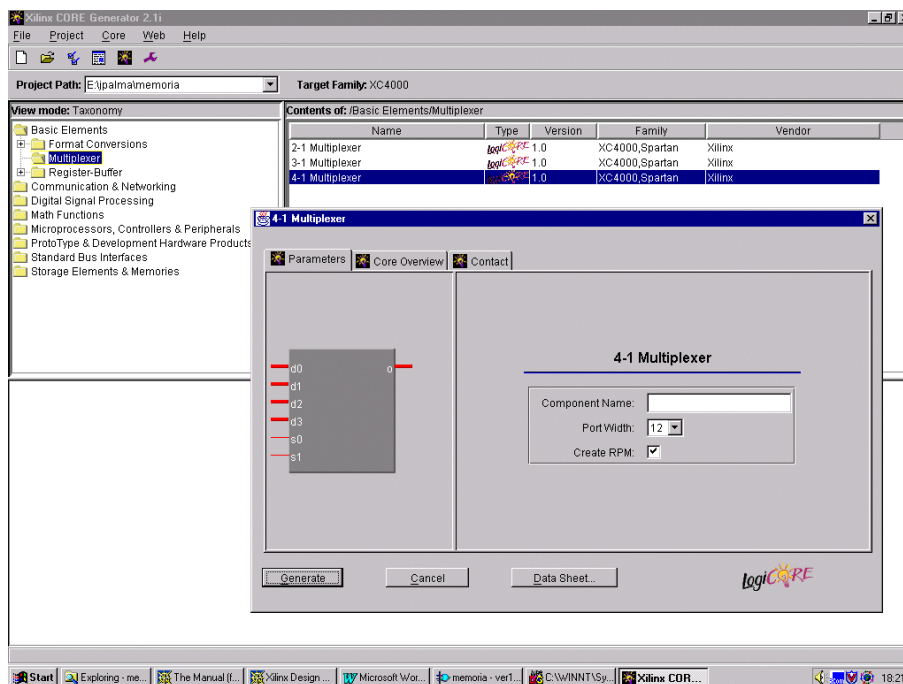 Xilinx CORE Generator 2.1i
File Project Core Web Help
Project Path: E:\jpalma\memoria Target Family: XC4000
View mode: Taxonomy
Contents of: /Basic Elements/Multiplexer
Basic Elements
Format Conversions
Multiplexer
Register-Buffer
Communication & Networking
Digital Signal Processing
Math Functions
Microprocessors, Controllers & Peripherals
ProtoType & Development Hardware Products
Standard Bus Interfaces
Storage Elements & Memories
Name Type Version Family Vendor
2-1 Multiplexer LogiCORE 1.0 XC4000,Spartan Xilinx
3-1 Multiplexer LogiCORE 1.0 XC4000,Spartan Xilinx
4-1 Multiplexer 1.0 XC4000,Spartan Xilinx
4-1 Multiplexer
Parameters Core Overview Contact
d0 o
d1
d2
d3
s0
s1
4-1 Multiplexer
Component Name:
Port Width: 12
Create RPM:
Generate Cancel Data Sheet... LogiCORE
Start Exploring - me... The Manual (f... Xilinx Design ... Microsoft Wor... memoria - ver1... C:\WINNT\Sy... Xilinx COR... 18:21